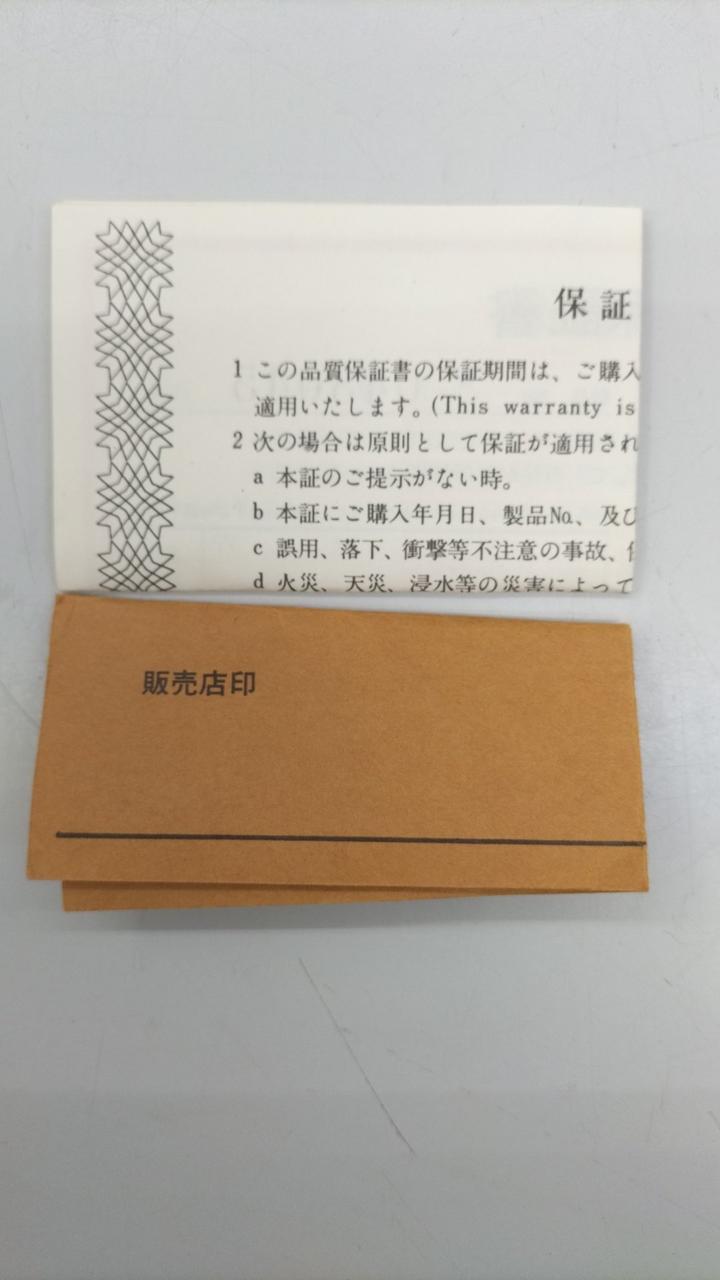 保証
1 この品質保証書の保証期間は、ご購入
適用いたします。(This warranty is
2 次の場合は原則として保証が適用され
a 本証のご提示がない時。
b 本証にご購入年月日、製品No.、及び
c 誤用、落下、衝撃等不注意の事故、
d 火災、天災、浸水等の災害によって
販売店印